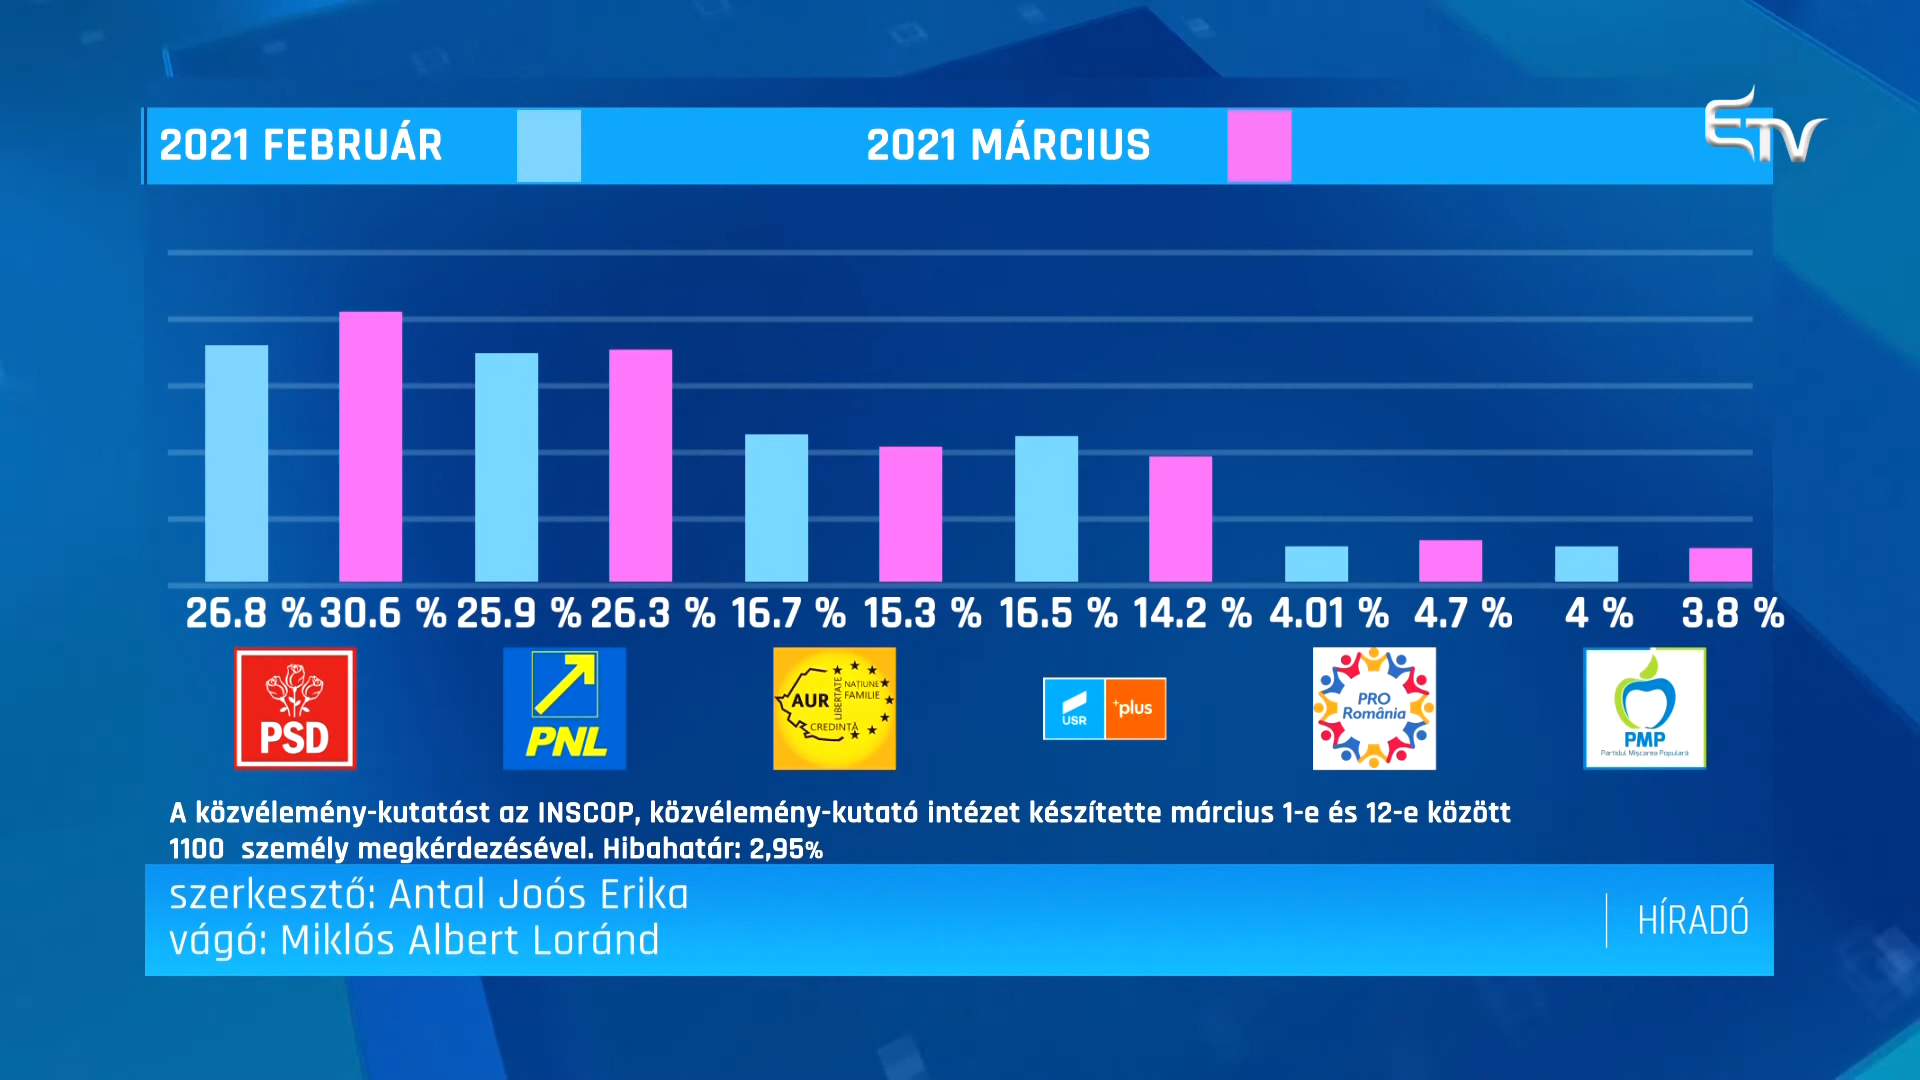 2021 FEBRUÁR
2021 MÁRCIUS
ETV
26.8 % 30.6 % 25.9 % 26.3 % 16.7 % 15.3 % 16.5 % 14.2 % 4.01 % 4.7 % 4 % 3.8 %
PSD
PNL
AUR
LIBERTATE
NAȚIUNE
FAMILIE
CREDINȚĂ
USR
+plus
PRO
România
PMP
Partidul Mișcarea Populară
A közvélemény-kutatást az INSCOP, közvélemény-kutató intézet készítette március 1-e és 12-e között
1100 személy megkérdezésével. Hibahatár: 2,95%
szerkesztő: Antal Joós Erika
vágó: Miklós Albert Loránd
HÍRADÓ